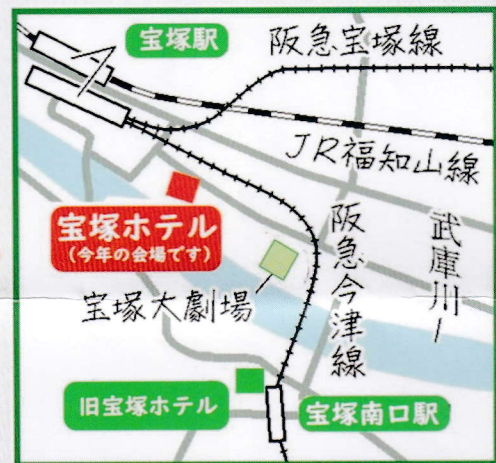 宝塚駅
阪急宝塚線
JR福知山線
宝塚ホテル
(今年の会場です)
阪急今津線
武庫川
宝塚大劇場
旧宝塚ホテル
宝塚南口駅